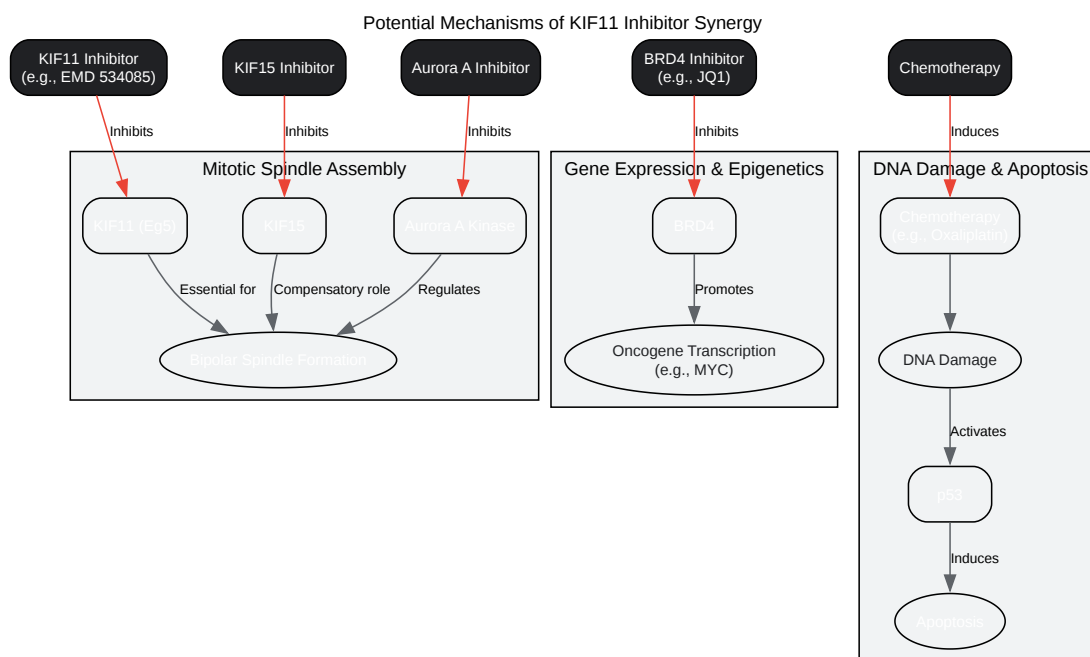 Potential Mechanisms of KIF11 Inhibitor Synergy
KIF11 Inhibitor
(e.g., EMD 534085)
KIF15 Inhibitor
Aurora A Inhibitor
BRD4 Inhibitor
(e.g., JQ1)
Chemotherapy
Inhibits
Inhibits
Inhibits
Inhibits
Induces
Mitotic Spindle Assembly
Gene Expression & Epigenetics
DNA Damage & Apoptosis
KIF11 (Eg5)
KIF15
Aurora A Kinase
BRD4
Chemotherapy
(e.g., Oxaliplatin)
Essential for
Compensatory role
Regulates
Promotes
Bipolar Spindle Formation
Oncogene Transcription
(e.g., MYC)
DNA Damage
Activates
p53
Induces
Apoptosis